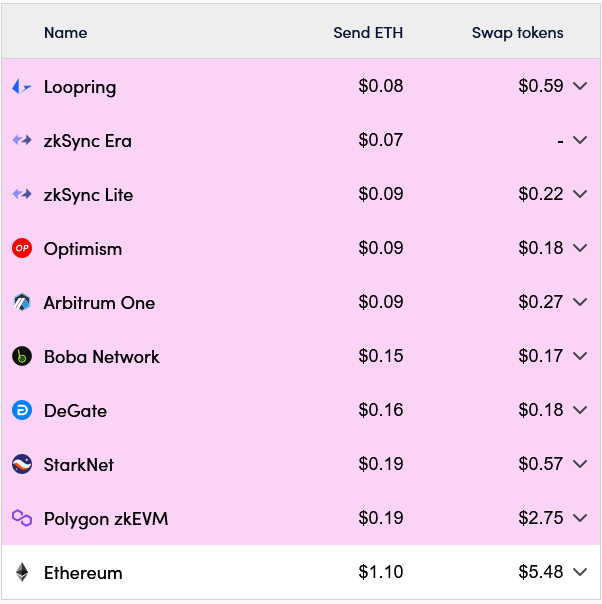 Name Send ETH Swap tokens
Loopring $0.08 $0.59
zkSync Era $0.07 -
zkSync Lite $0.09 $0.22
OP Optimism $0.09 $0.18
Arbitrum One $0.09 $0.27
Boba Network $0.15 $0.17
DeGate $0.16 $0.18
StarkNet $0.19 $0.57
Polygon zkEVM $0.19 $2.75
Ethereum $1.10 $5.48